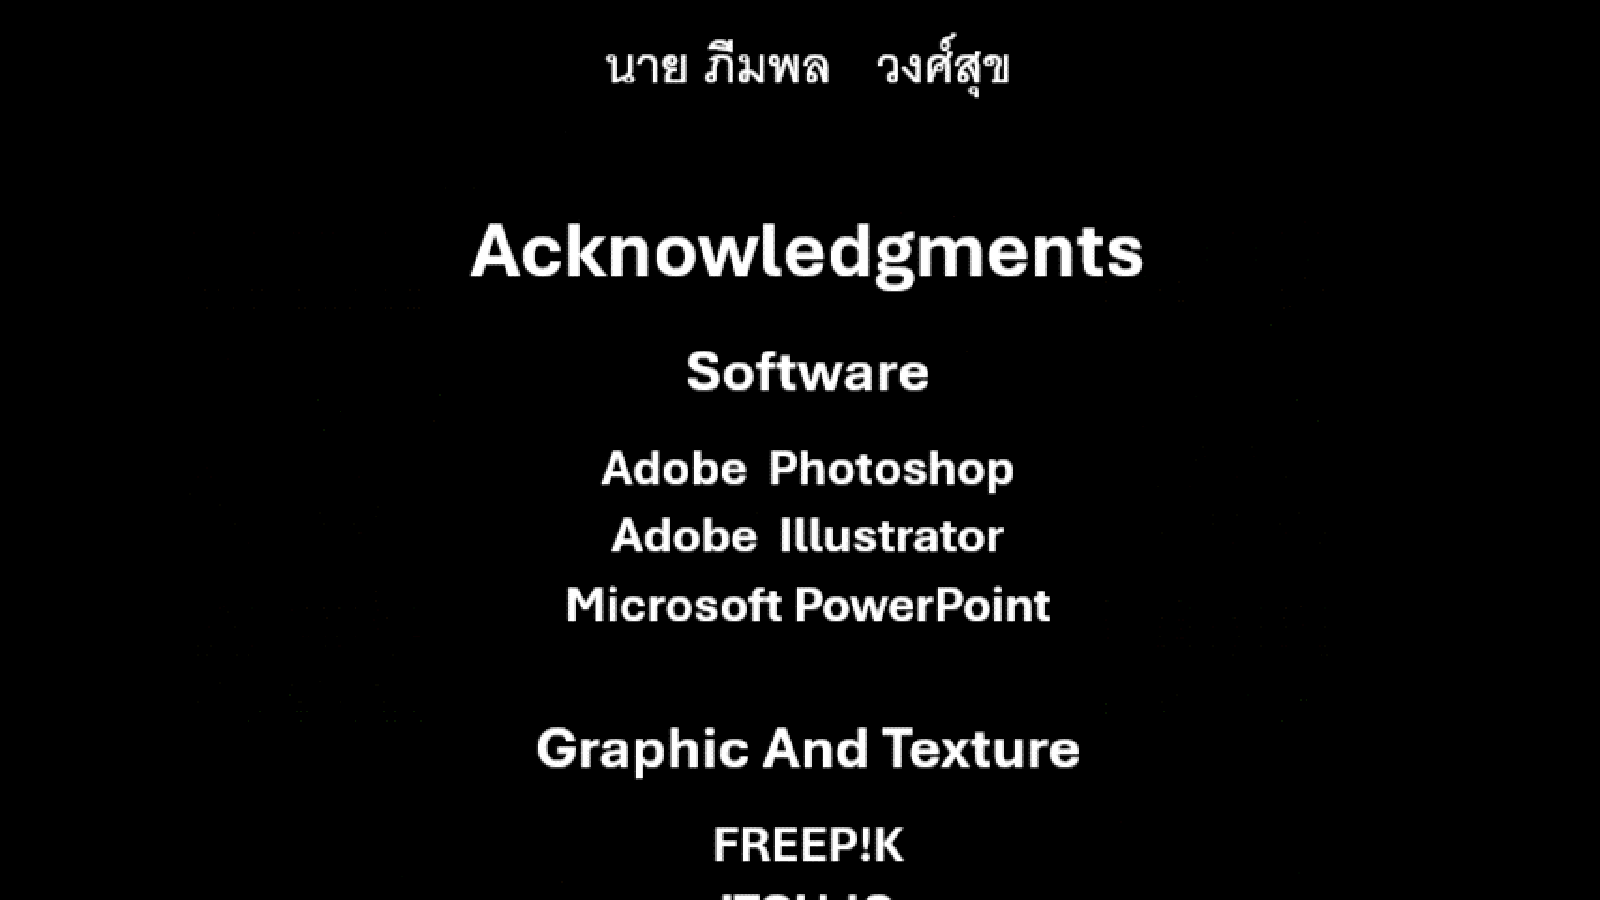 นาย ภีมพล วงศ์สุข
Acknowledgments
Software
Adobe Photoshop
Adobe Illustrator
Microsoft PowerPoint
Graphic And Texture
FREEP!K